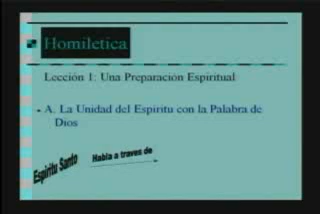 Homiletica
Lección 1: Una Preparación Espiritual
A. La Unidad del Espiritu con la Palabra de
Dios
Espiritu Santo
Habla a traves de